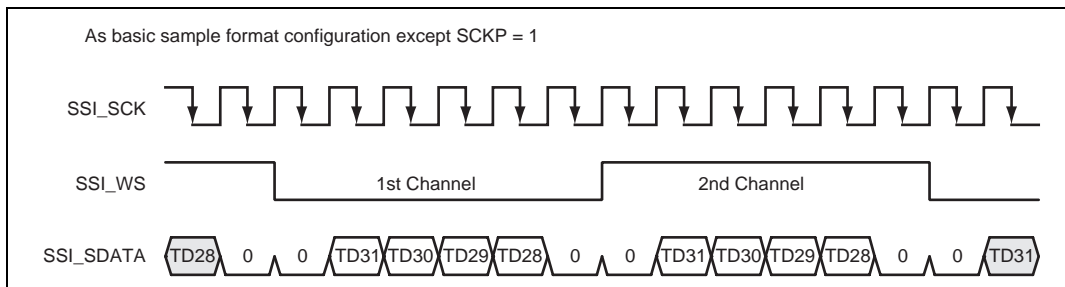 As basic sample format configuration except SCKP = 1
SSI_SCK
SSI_WS 1st Channel 2nd Channel
SSI_SDATA TD28 0 0 TD31 TD30 TD29 TD28 0 0 TD31 TD30 TD29 TD28 0 0 TD31